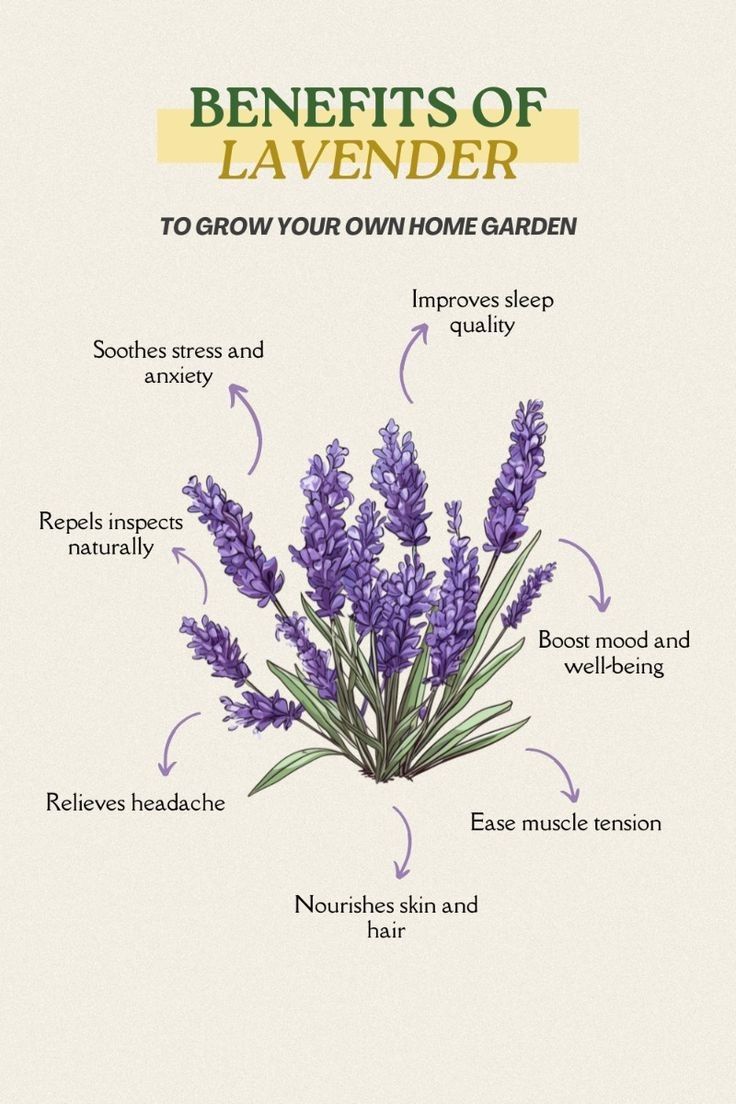 BENEFITS OF
LAVENDER
TO GROW YOUR OWN HOME GARDEN
Improves sleep
quality
Soothes stress and
anxiety
Repels inspects
naturally
Boost mood and
well-being
Relieves headache
Ease muscle tension
Nourishes skin and
hair